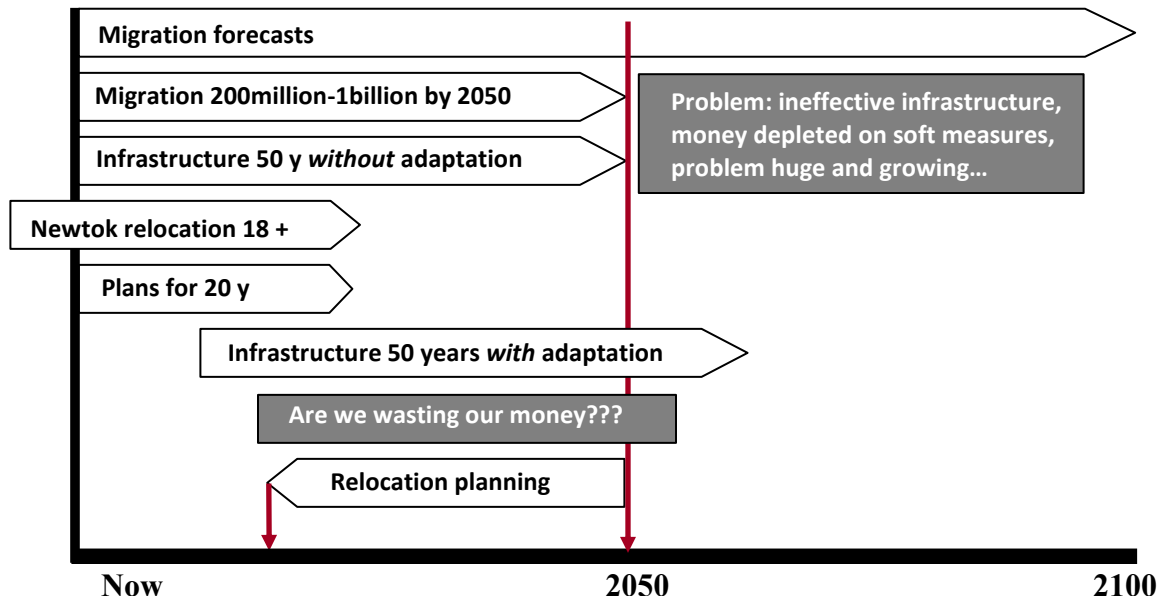 Migration forecasts
Migration 200million-1billion by 2050
Problem: ineffective infrastructure,
money depleted on soft measures,
problem huge and growing…
Infrastructure 50 y without adaptation
Newtok relocation 18 +
Plans for 20 y
Infrastructure 50 years with adaptation
Are we wasting our money???
Relocation planning
Now
2050
2100